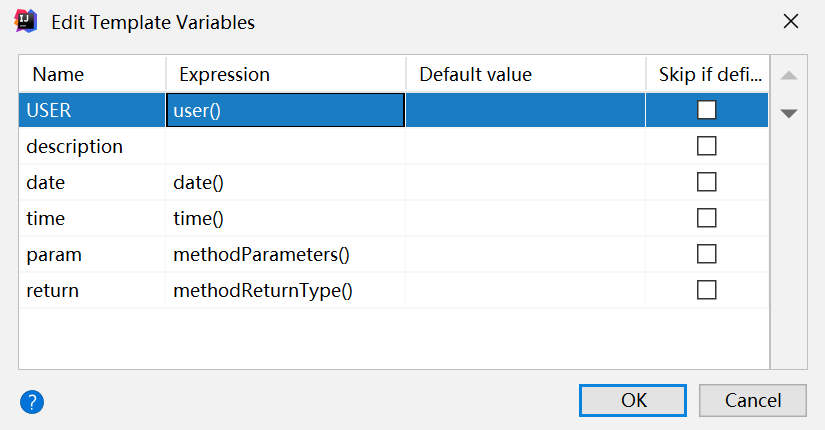 Edit Template Variables
Name Expression Default value Skip if defi...
USER user()
description
date date()
time time()
param methodParameters()
return methodReturnType()
? OK Cancel